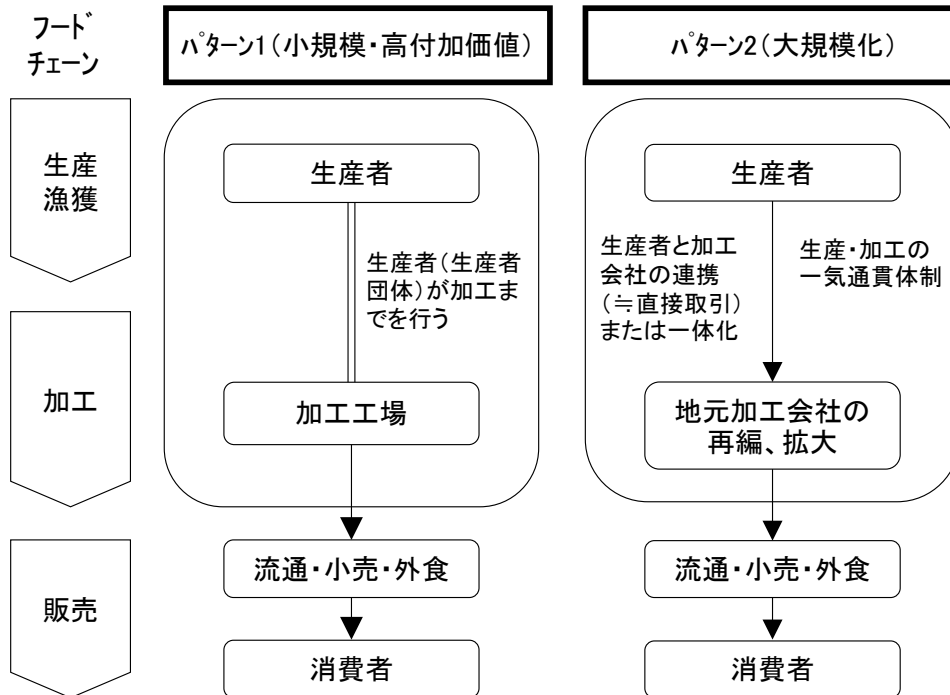 フード
チェーン
パターン1（小規模・高付加価値）
パターン2（大規模化）
生産
漁獲
生産者
生産者
生産者（生産者
団体）が加工ま
でを行う
生産者と加工
会社の連携
（≒直接取引）
または一体化
生産・加工の
一気通貫体制
加工
加工工場
地元加工会社の
再編、拡大
販売
流通・小売・外食
流通・小売・外食
消費者
消費者